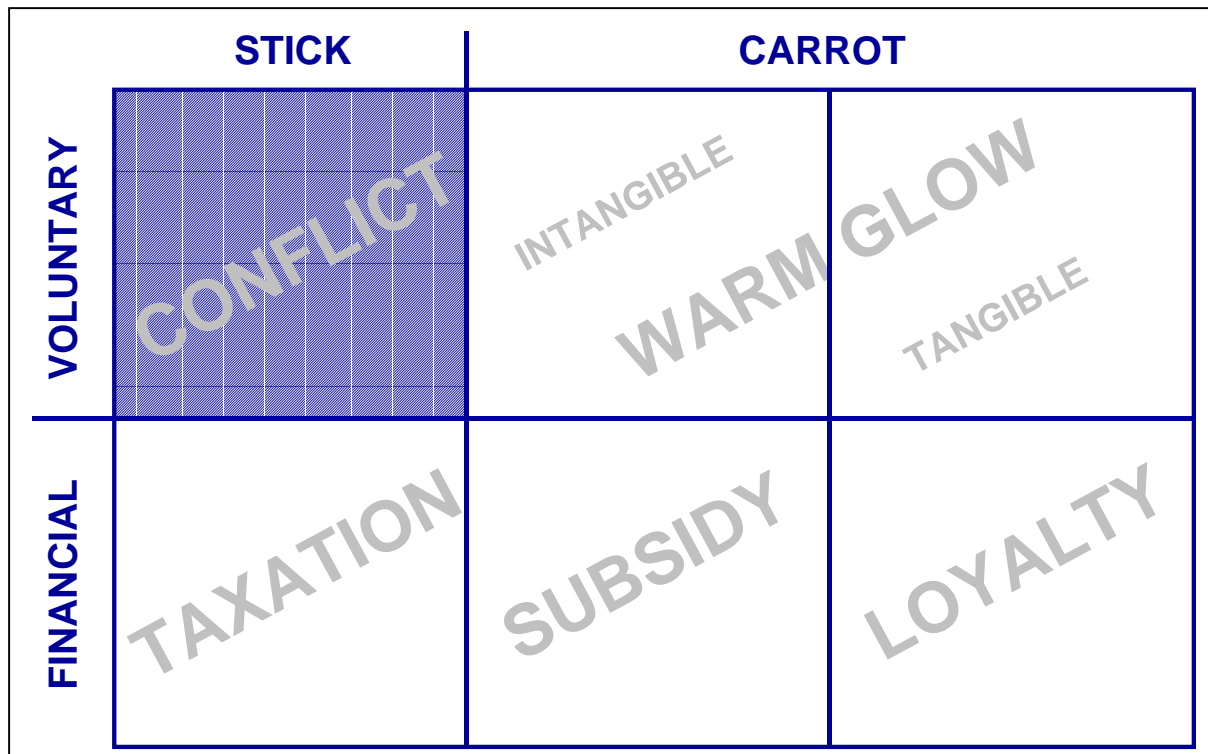 STICK
CARROT
VOLUNTARY
CONFLICT
INTANGIBLE
WARM GLOW
TANGIBLE
FINANCIAL
TAXATION
SUBSIDY
LOYALTY